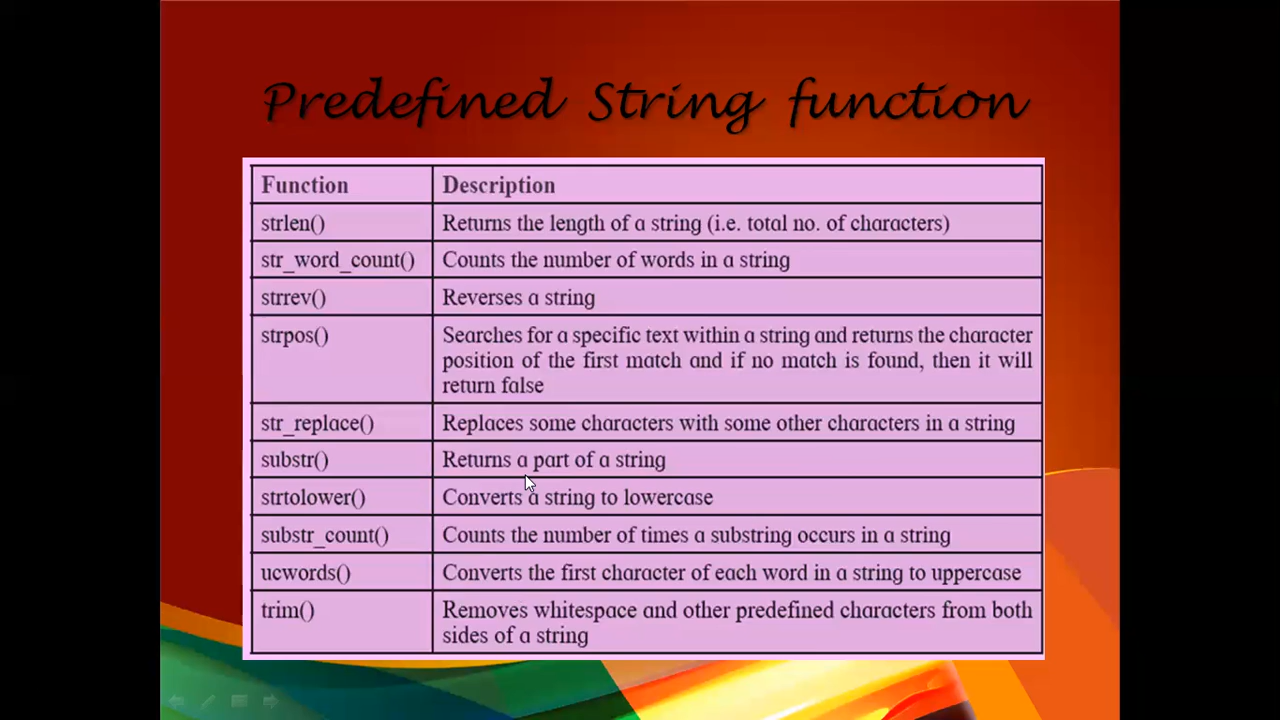 Predefined String function
Function Description
strlen() Returns the length of a string (i.e. total no. of characters)
str_word_count() Counts the number of words in a string
strrev() Reverses a string
strpos() Searches for a specific text within a string and returns the character
position of the first match and if no match is found, then it will
return false
str_replace() Replaces some characters with some other characters in a string
substr() Returns a part of a string
strtolower() Converts a string to lowercase
substr_count() Counts the number of times a substring occurs in a string
ucwords() Converts the first character of each word in a string to uppercase
trim() Removes whitespace and other predefined characters from both
sides of a string